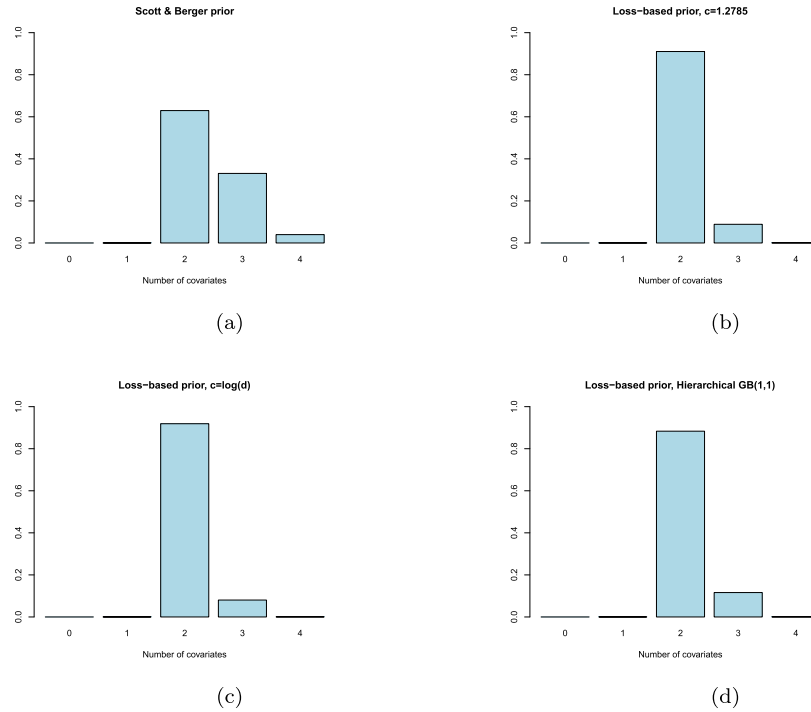 Scott & Berger prior
1.0
0.8
0.6
0.4
0.2
0.0
0 1 2 3 4
Number of covariates
(a)
Loss−based prior, c=1.2785
1.0
0.8
0.6
0.4
0.2
0.0
0 1 2 3 4
Number of covariates
(b)
Loss−based prior, c=log(d)
1.0
0.8
0.6
0.4
0.2
0.0
0 1 2 3 4
Number of covariates
(c)
Loss−based prior, Hierarchical GB(1,1)
1.0
0.8
0.6
0.4
0.2
0.0
0 1 2 3 4
Number of covariates
(d)